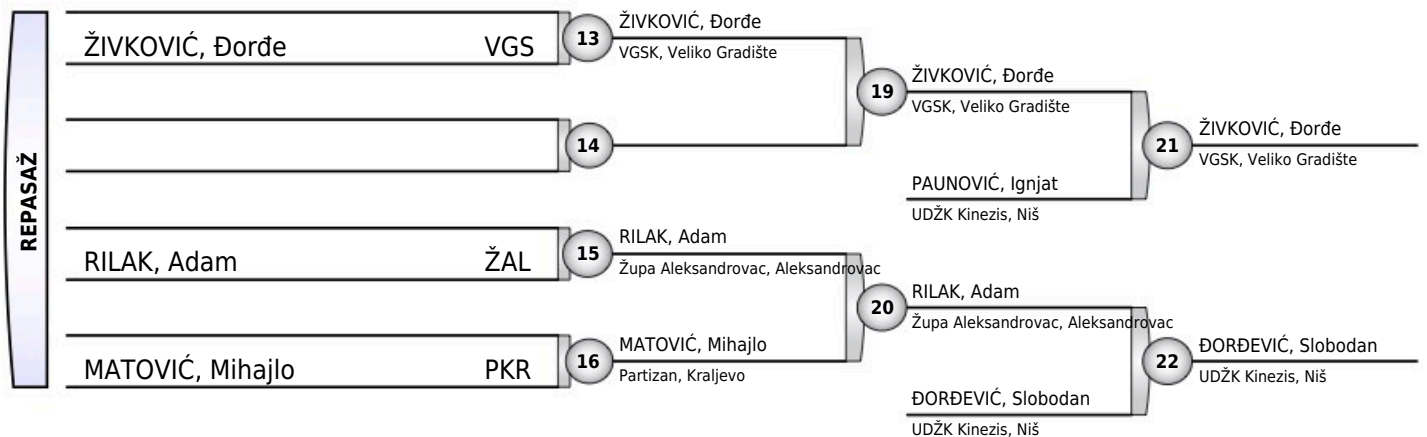 REPASAŽ
ŽIVKOVIĆ, Đorđe VGS
13
ŽIVKOVIĆ, Đorđe
VGSK, Veliko Gradište
14
19
ŽIVKOVIĆ, Đorđe
VGSK, Veliko Gradište
PAUNOVIĆ, Ignjat
UDŽK Kinezis, Niš
21
ŽIVKOVIĆ, Đorđe
VGSK, Veliko Gradište
RILAK, Adam ŽAL
15
RILAK, Adam
Župa Aleksandrovac, Aleksandrovac
MATOVIĆ, Mihajlo PKR
16
MATOVIĆ, Mihajlo
Partizan, Kraljevo
20
RILAK, Adam
Župa Aleksandrovac, Aleksandrovac
ĐORĐEVIĆ, Slobodan
UDŽK Kinezis, Niš
22
ĐORĐEVIĆ, Slobodan
UDŽK Kinezis, Niš